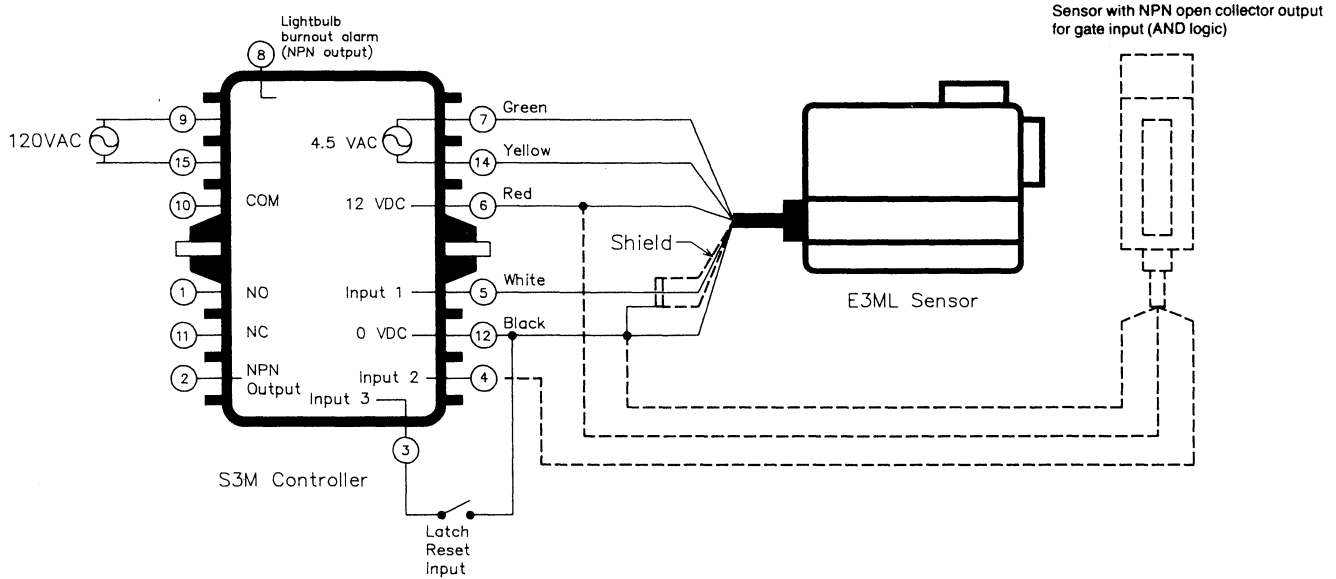 Sensor with NPN open collector output
for gate input (AND logic)
Lightbulb
burnout alarm
(NPN output)
8
120VAC
9
15
4.5 VAC
7
Green
14
Yellow
10
COM
12 VDC
6
Red
Shield
1
NO
Input 1
5
White
E3ML Sensor
11
NC
0 VDC
12
Black
2
NPN
Output
Input 2
4
Input 3
3
S3M Controller
Latch
Reset
Input